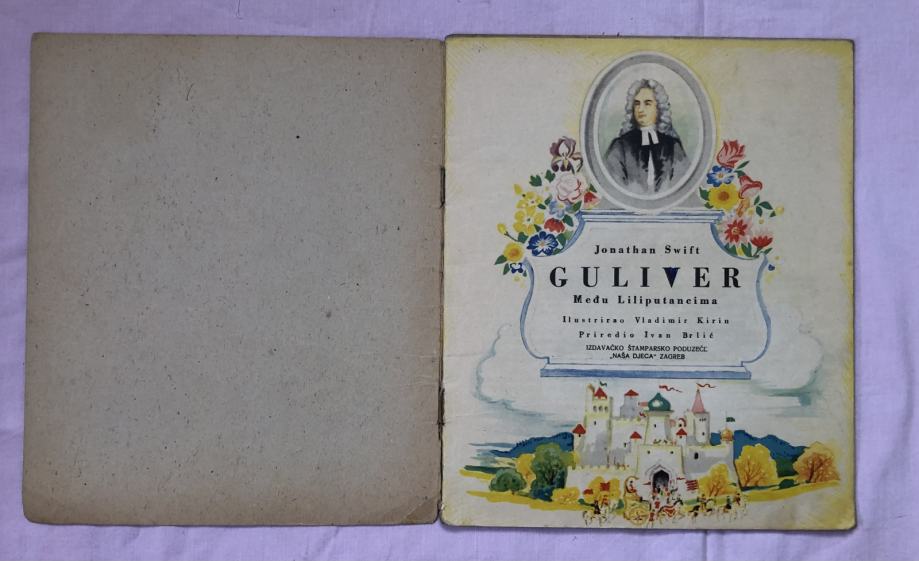 Jonathan Swift
GULIVER
Među Liliputancima
Ilustrirao Vladimir Kirin
Priredio Ivan Brlić
IZDAVAČKO ŠTAMPARSKO PODUZEĆE
„NAŠA DJECA“ ZAGREB